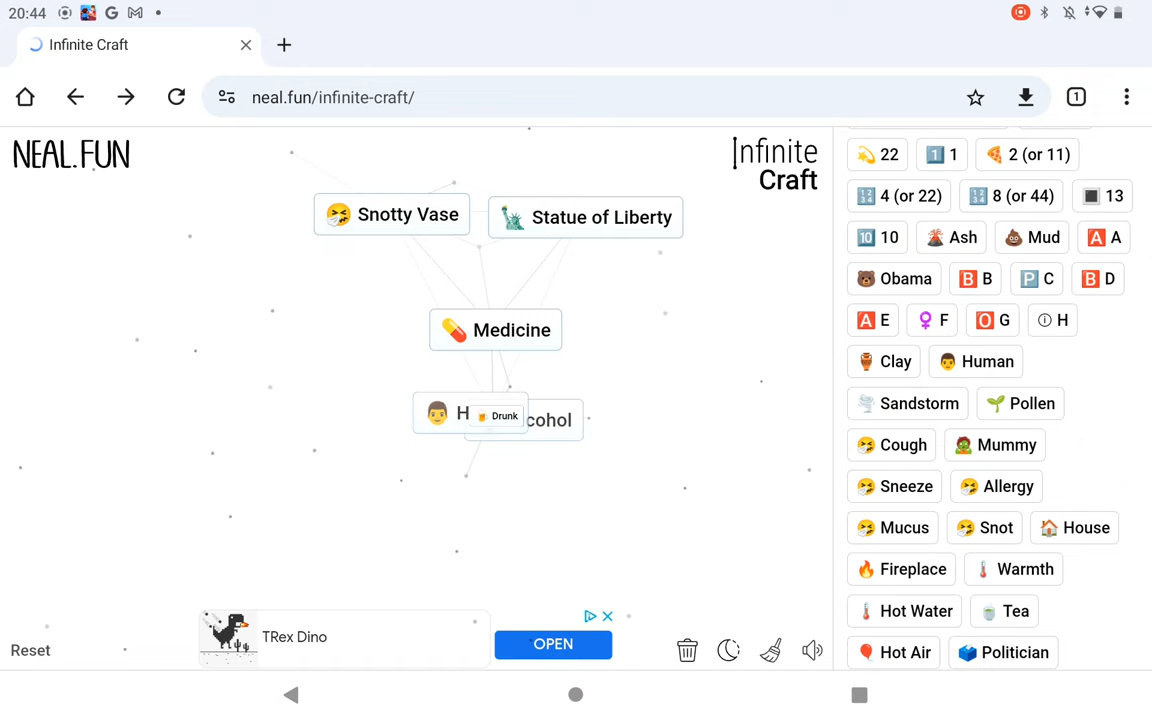 20:44
Infinite Craft
neal.fun/infinite-craft/
1
NEAL.FUN
Infinite
Craft
Snotty Vase
Statue of Liberty
Medicine
H
Drunk
cohol
22
1
2 (or 11)
4 (or 22)
8 (or 44)
13
10
Ash
Mud
A
Obama
B
C
D
E
F
G
H
Clay
Human
Sandstorm
Pollen
Cough
Mummy
Sneeze
Allergy
Mucus
Snot
House
Fireplace
Warmth
Hot Water
Tea
Hot Air
Politician
TRex Dino
OPEN
Reset